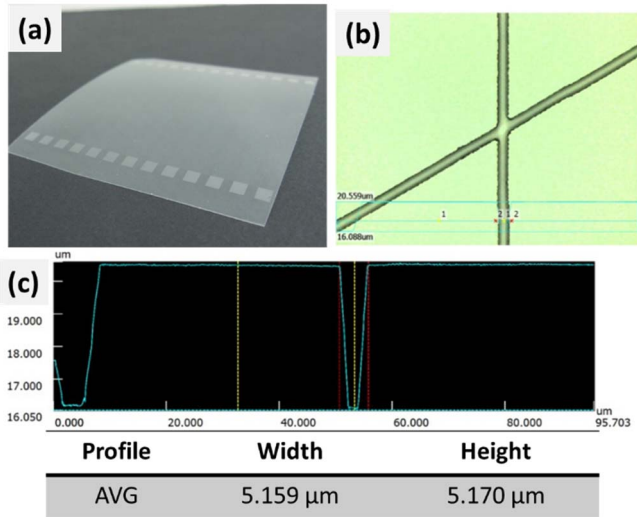 (a)
(b)
20.559um
1
2
1
2
16.088um
(c)
um
19.000
18.000
17.000
16.050
0.000
20.000
40.000
60.000
80.000
um
95.703
Profile Width Height
AVG 5.159 μm 5.170 μm